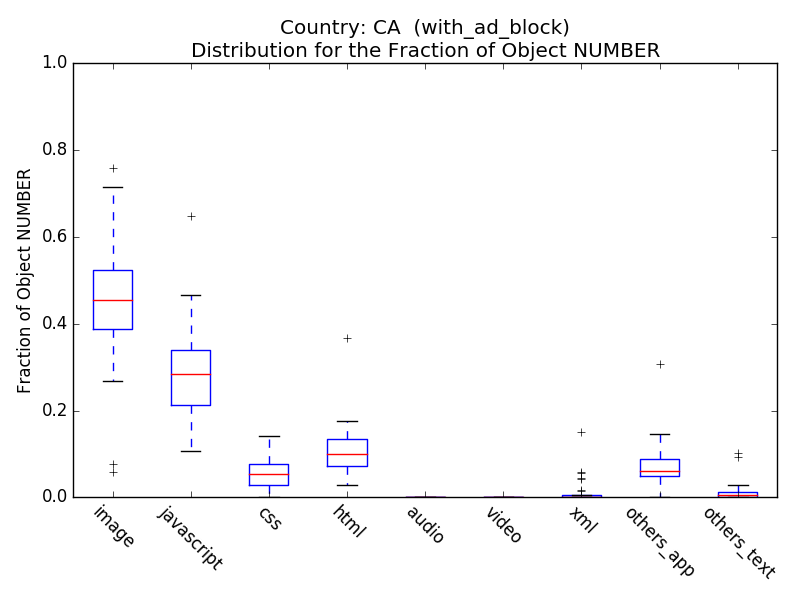 Country: CA  (with_ad_block)
Distribution for the Fraction of Object NUMBER
Fraction of Object NUMBER
1.0
0.8
0.6
0.4
0.2
0.0
image
javascript
css
html
audio
video
xml
others_app
others_text